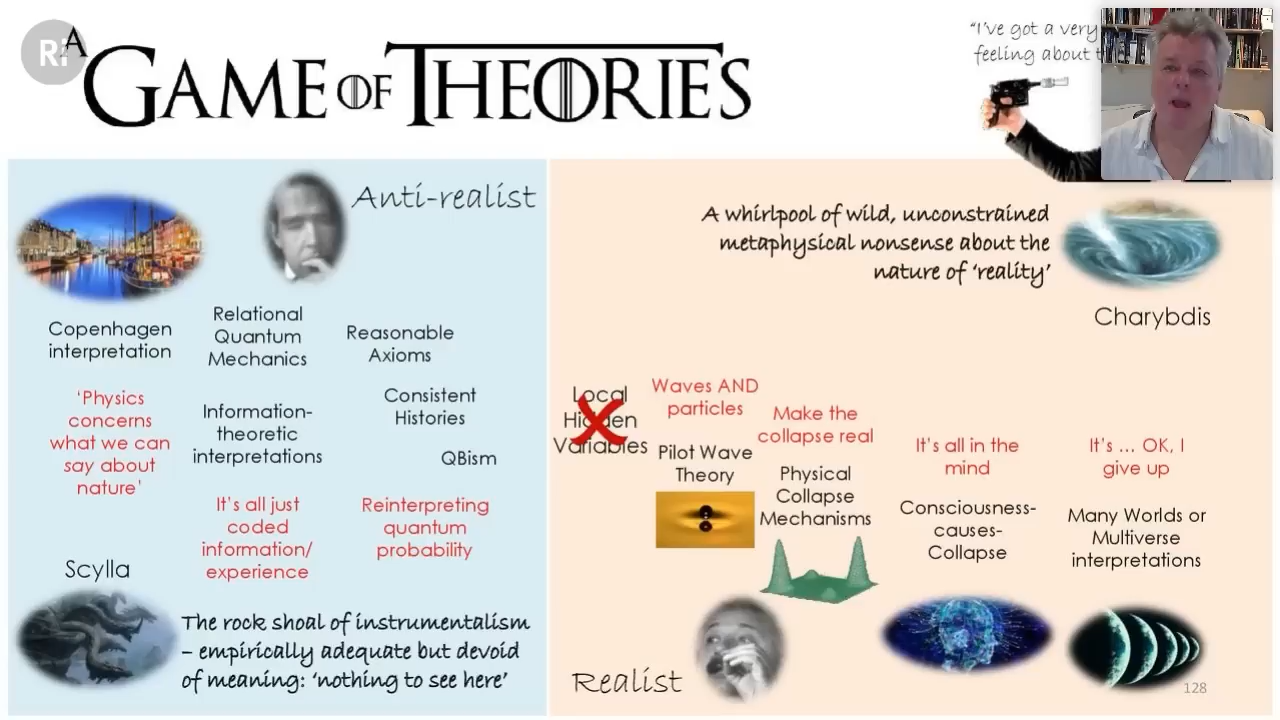 Ri
A
GAME OF THEORIES
"I've got a very
feeling about t
Anti-realist
Copenhagen
interpretation
Relational
Quantum
Mechanics
Reasonable
Axioms
'Physics
concerns
what we can
say about
nature'
Information-
theoretic
interpretations
Consistent
Histories
QBism
It's all just
coded
information/
experience
Reinterpreting
quantum
probability
Scylla
The rock shoal of instrumentalism
– empirically adequate but devoid
of meaning: 'nothing to see here'
A whirlpool of wild, unconstrained
metaphysical nonsense about the
nature of 'reality'
Charybdis
Local
Hidden
Variables
Waves AND
particles
Pilot Wave
Theory
Make the
collapse real
Physical
Collapse
Mechanisms
It's all in the
mind
Consciousness-
causes-
Collapse
It's ... OK, I
give up
Many Worlds or
Multiverse
interpretations
Realist
128